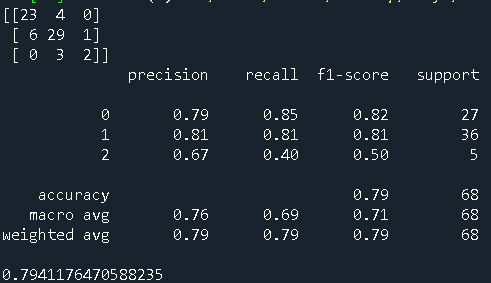 [[23  4  0]
 [ 6 29  1]
 [ 0  3  2]]
              precision    recall  f1-score   support

           0       0.79      0.85      0.82        27
           1       0.81      0.81      0.81        36
           2       0.67      0.40      0.50         5

    accuracy                           0.79        68
   macro avg       0.76      0.69      0.71        68
weighted avg       0.79      0.79      0.79        68

0.7941176470588235